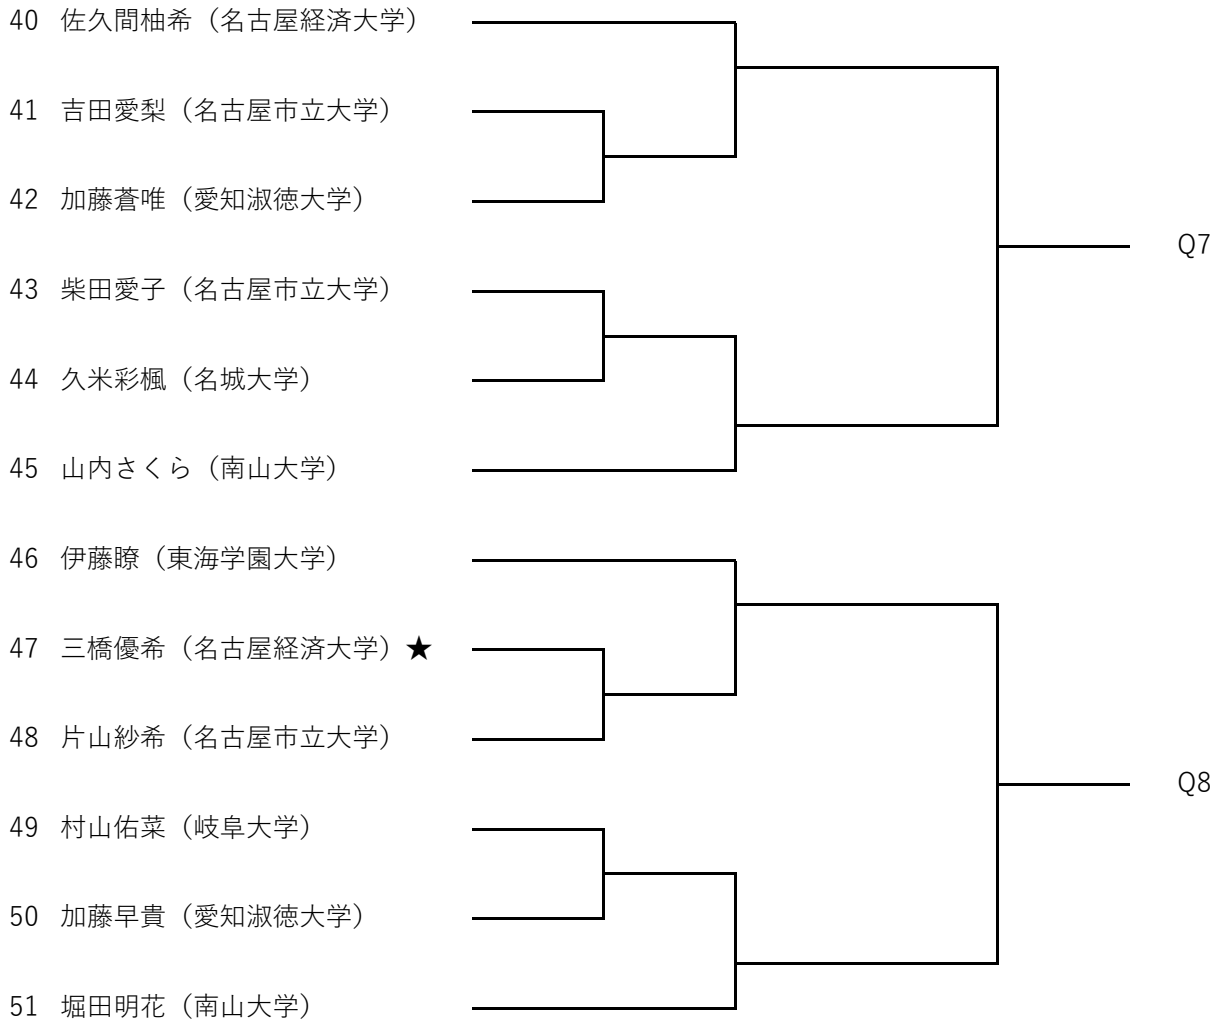 40 佐久間柚希（名古屋経済大学）
41 吉田愛梨（名古屋市立大学）
42 加藤蒼唯（愛知淑徳大学）
Q7
43 柴田愛子（名古屋市立大学）
44 久米彩楓（名城大学）
45 山内さくら（南山大学）
46 伊藤瞭（東海学園大学）
47 三橋優希（名古屋経済大学）★
48 片山紗希（名古屋市立大学）
Q8
49 村山佑菜（岐阜大学）
50 加藤早貴（愛知淑徳大学）
51 堀田明花（南山大学）